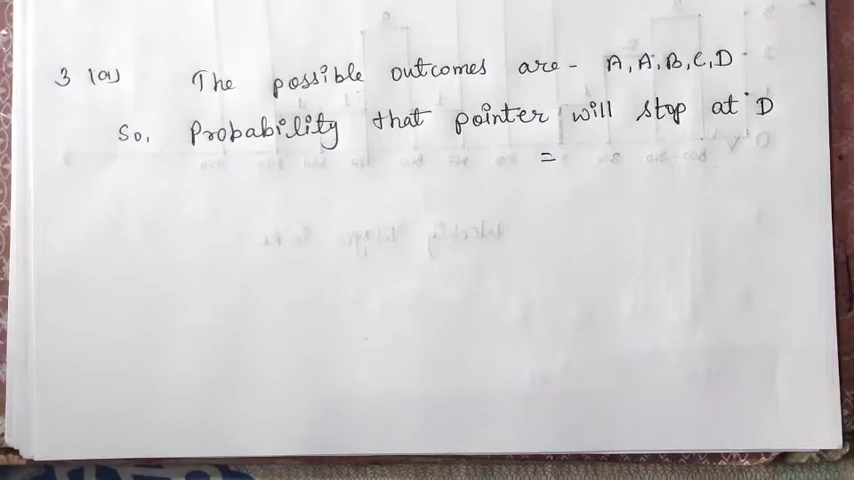 3 (a) The possible outcomes are - A, A, B, C, D.
So, Probability that pointer will stop at D
=